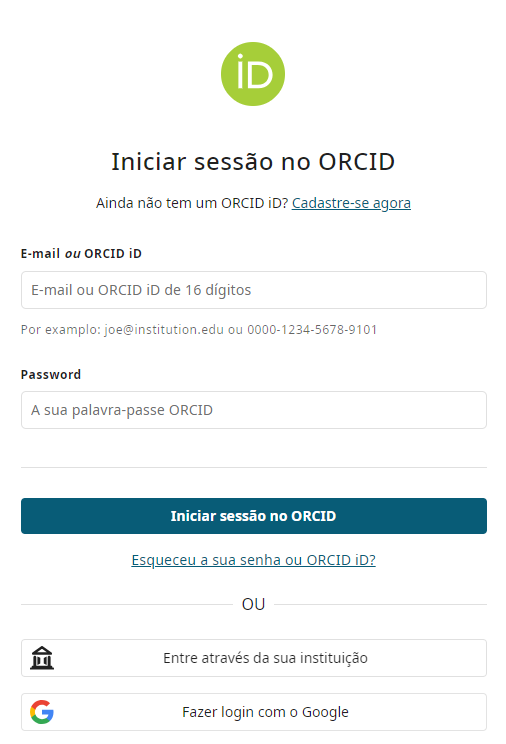 iD
Iniciar sessão no ORCID
Ainda não tem um ORCID iD? Cadastre-se agora
E-mail ou ORCID iD
E-mail ou ORCID iD de 16 dígitos
Por examplo: joe@institution.edu ou 0000-1234-5678-9101
Password
A sua palavra-passe ORCID
Iniciar sessão no ORCID
Esqueceu a sua senha ou ORCID iD?
OU
Entre através da sua instituição
Fazer login com o Google